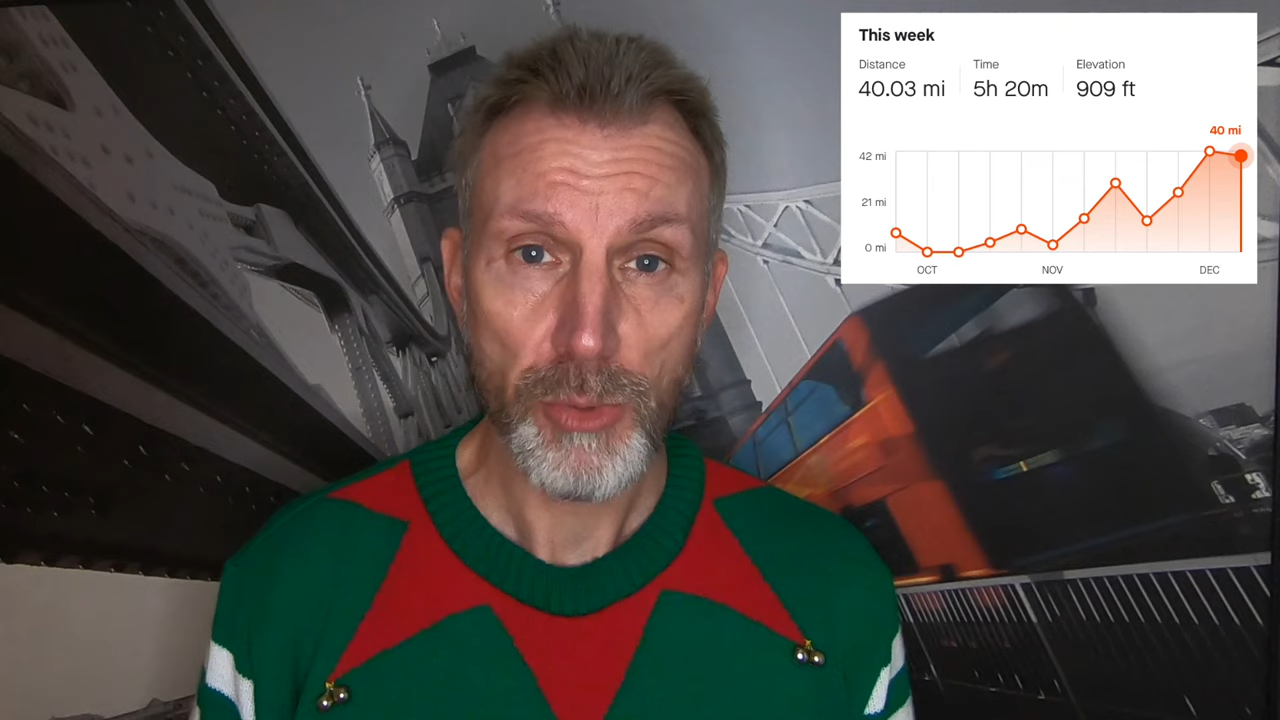 This week
Distance Time Elevation
40.03 mi 5h 20m 909 ft
40 mi
42 mi
21 mi
0 mi
OCT NOV DEC